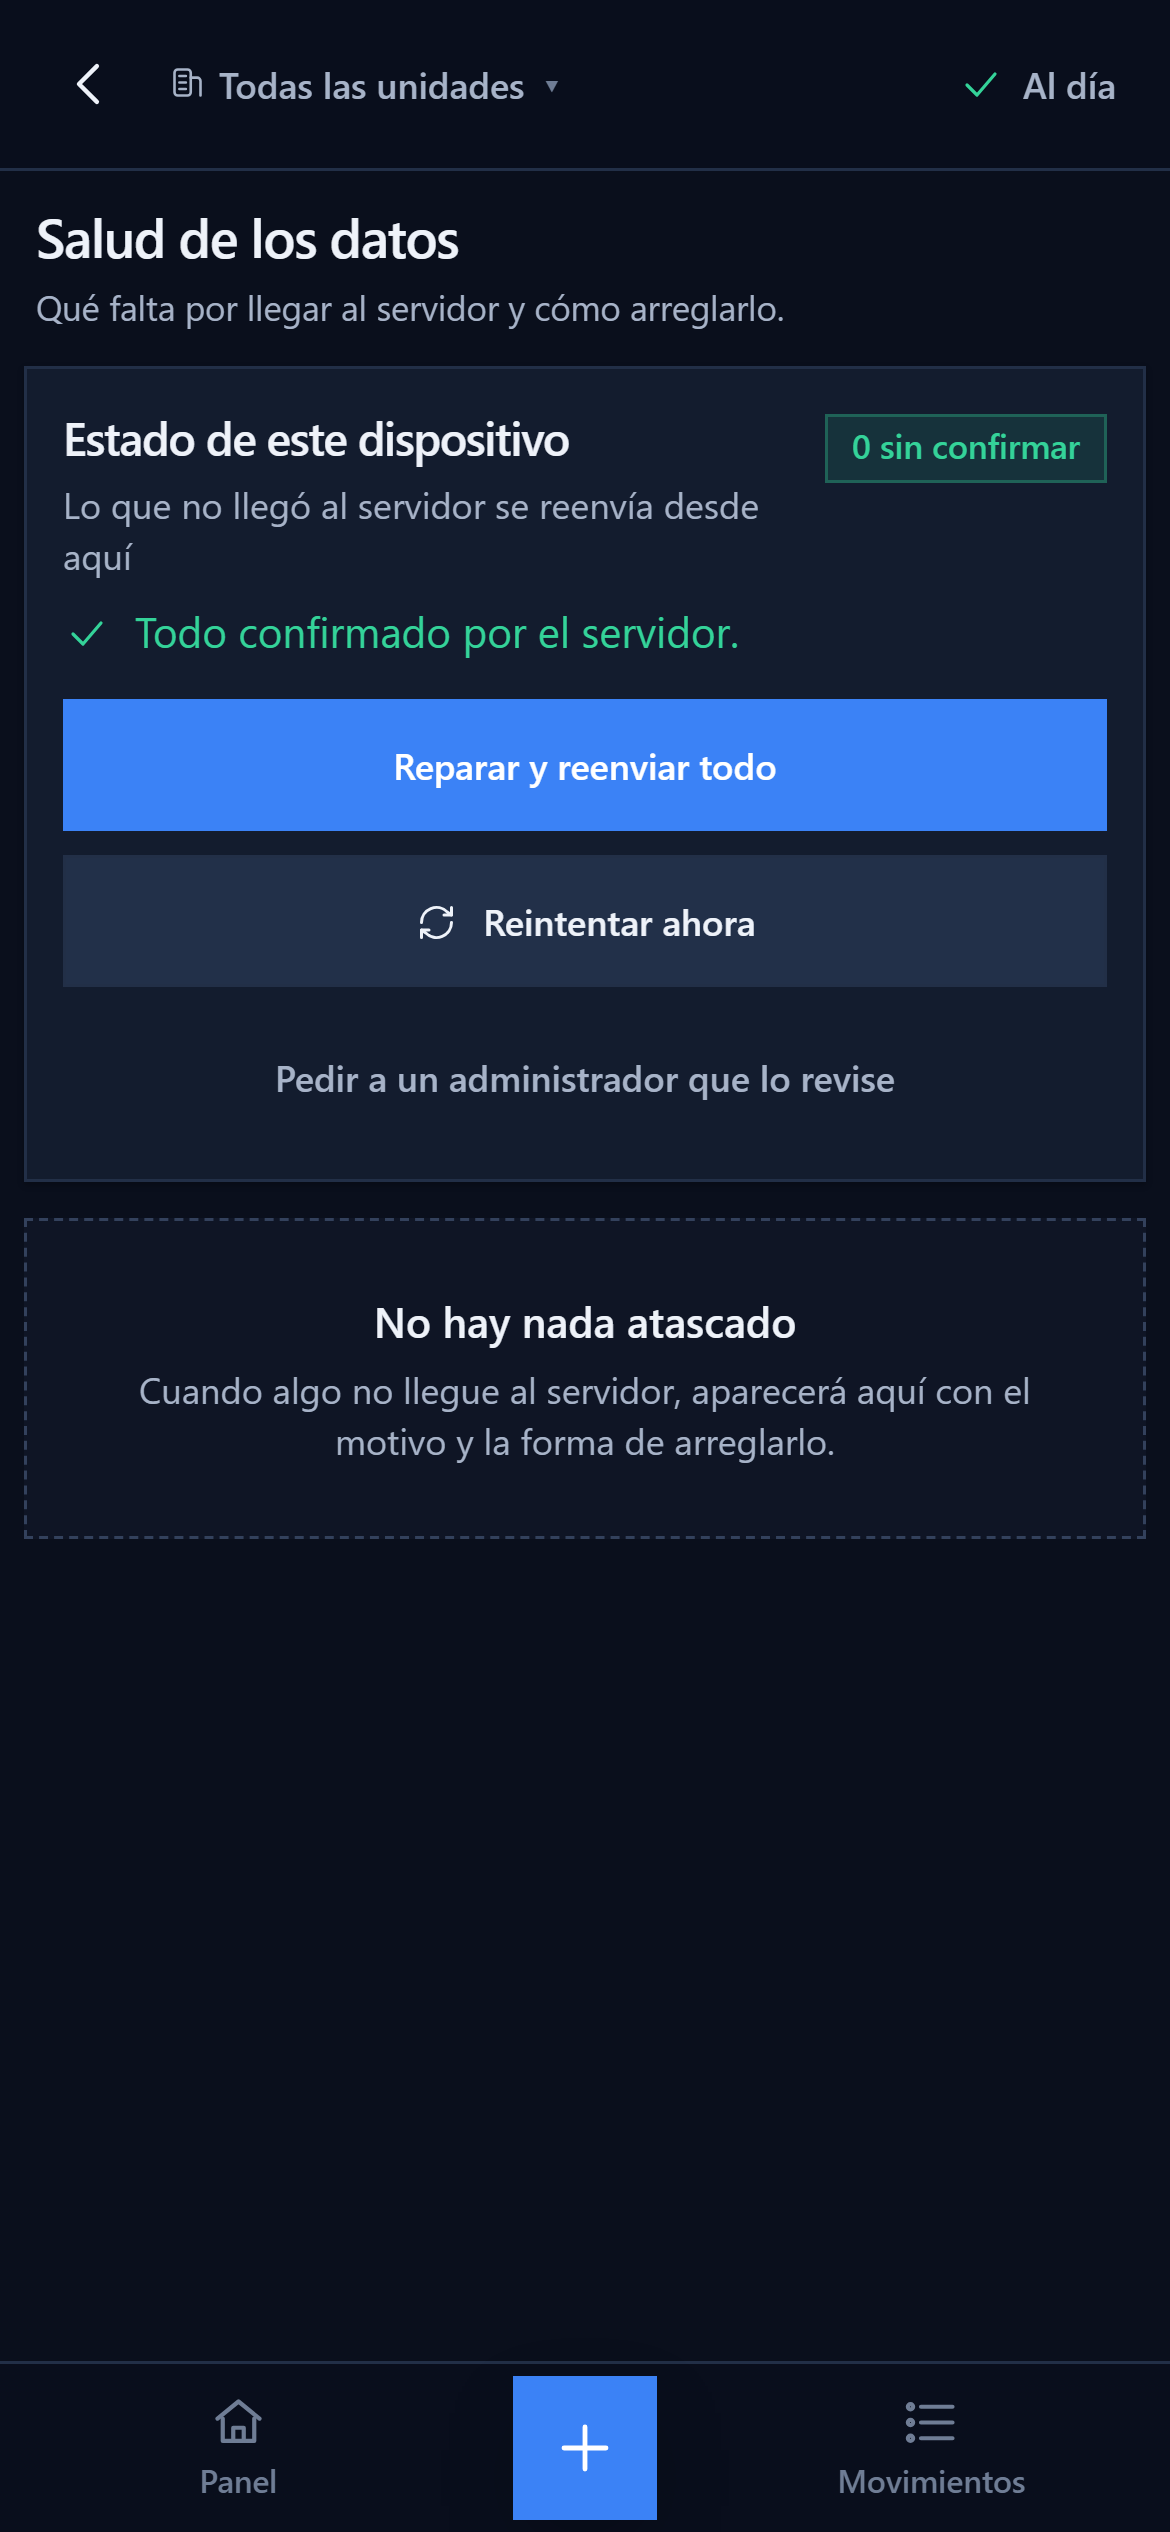 Todas las unidades ▼
Al día
Salud de los datos
Qué falta por llegar al servidor y cómo arreglarlo.
Estado de este dispositivo
0 sin confirmar
Lo que no llegó al servidor se reenvía desde
aquí
Todo confirmado por el servidor.
Reparar y reenviar todo
Reintentar ahora
Pedir a un administrador que lo revise
No hay nada atascado
Cuando algo no llegue al servidor, aparecerá aquí con el
motivo y la forma de arreglarlo.
Panel
Movimientos